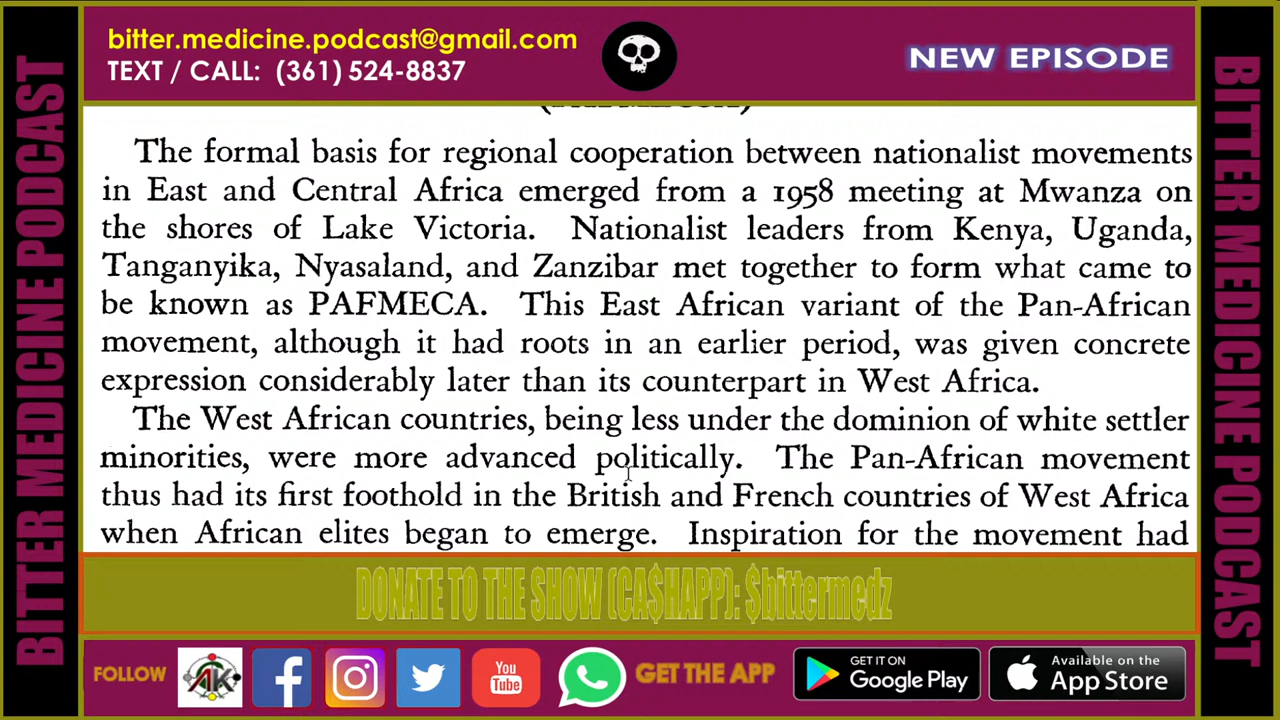 bitter.medicine.podcast@gmail.com
TEXT / CALL: (361) 524-8837
NEW EPISODE
BITTER MEDICINE PODCAST
The formal basis for regional cooperation between nationalist movements
in East and Central Africa emerged from a 1958 meeting at Mwanza on
the shores of Lake Victoria. Nationalist leaders from Kenya, Uganda,
Tanganyika, Nyasaland, and Zanzibar met together to form what came to
be known as PAFMECA. This East African variant of the Pan-African
movement, although it had roots in an earlier period, was given concrete
expression considerably later than its counterpart in West Africa.
The West African countries, being less under the dominion of white settler
minorities, were more advanced politically. The Pan-African movement
thus had its first foothold in the British and French countries of West Africa
when African elites began to emerge. Inspiration for the movement had
BITTER MEDICINE PODCAST
DONATE TO THE SHOW (CA$HAPP): $bittermedz
FOLLOW
You
Tube
GET THE APP
GET IT ON
Google Play
Available on the
App Store